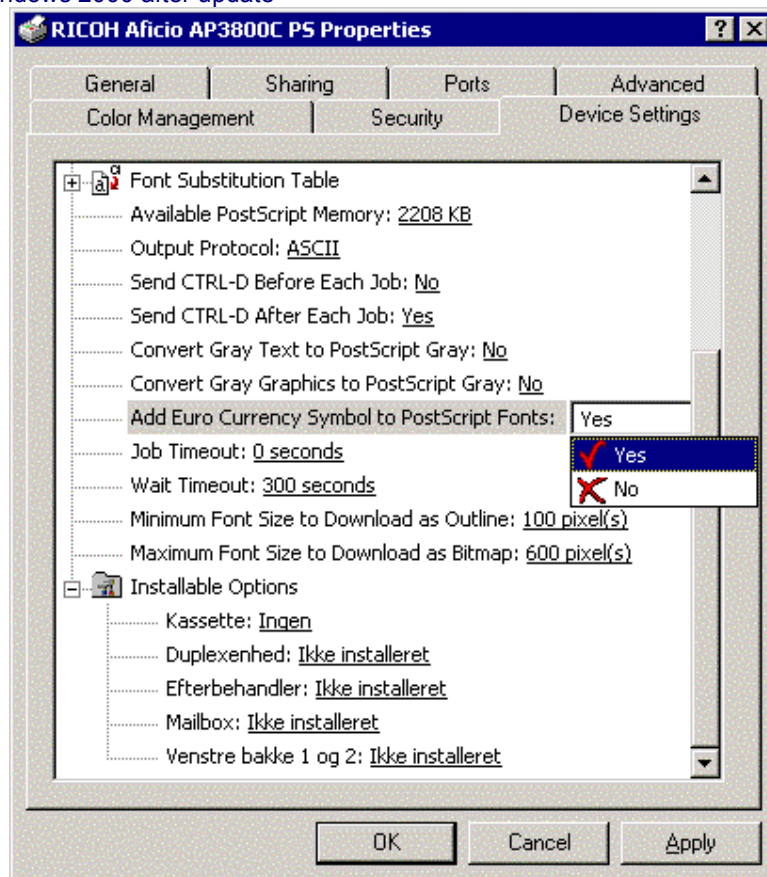 Windows 2000 after update
RICOH Aficio AP3800C PS Properties
General Sharing Ports Advanced
Color Management Security Device Settings
Font Substitution Table
Available PostScript Memory: 2208 KB
Output Protocol: ASCII
Send CTRL-D Before Each Job: No
Send CTRL-D After Each Job: Yes
Convert Gray Text to PostScript Gray: No
Convert Gray Graphics to PostScript Gray: No
Add Euro Currency Symbol to PostScript Fonts: Yes
Job Timeout: 0 seconds
Yes
Wait Timeout: 300 seconds
No
Minimum Font Size to Download as Outline: 100 pixel(s)
Maximum Font Size to Download as Bitmap: 600 pixel(s)
Installable Options
Kassette: Ingen
Duplexenhed: Ikke installeret
Efterbehandler: Ikke installeret
Mailbox: Ikke installeret
Venstre bakke 1 og 2: Ikke installeret
OK Cancel Apply